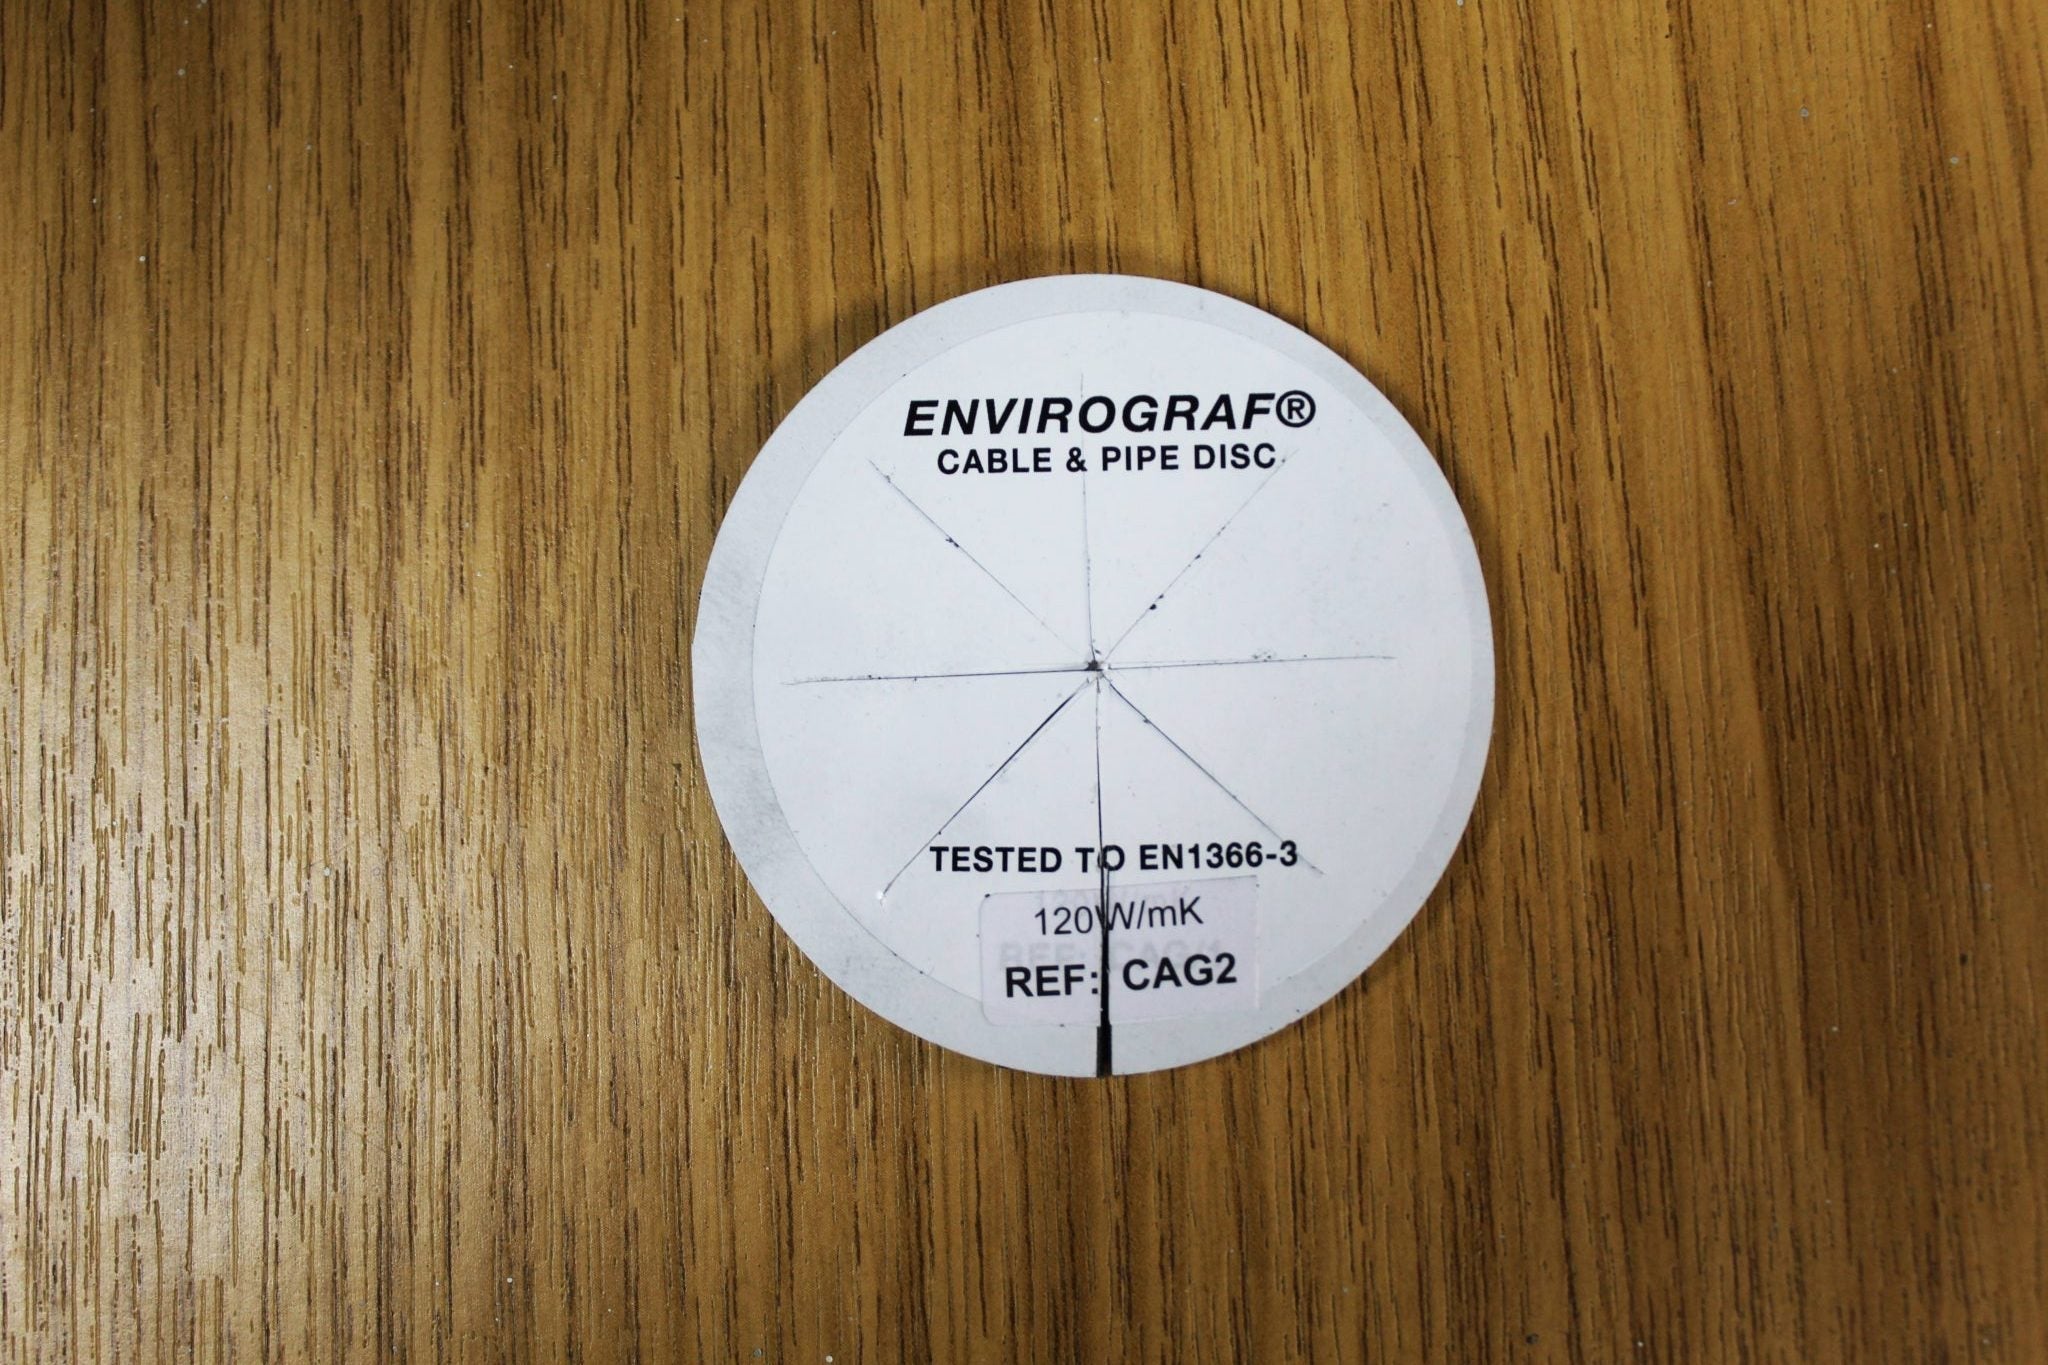 ENVIROGRAF®
CABLE & PIPE DISC
TESTED TO EN1366-3
120W/mK
REF: CAG2